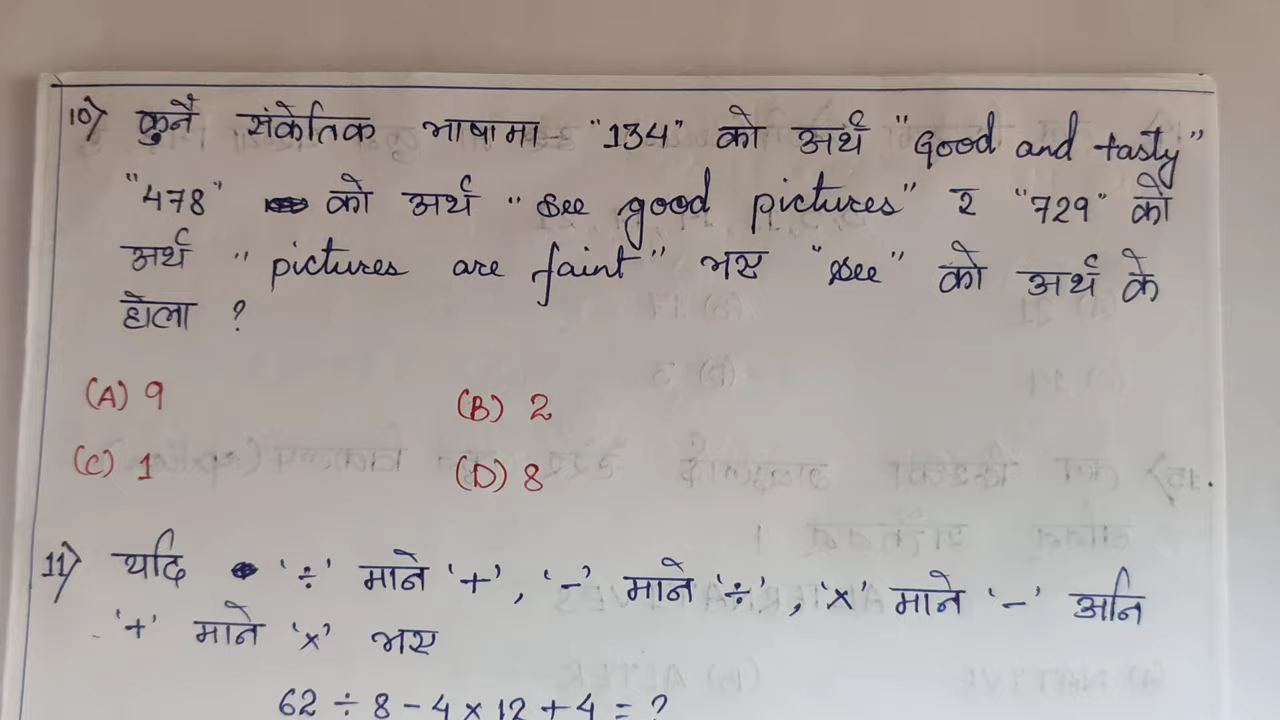 10) कुनै संकेतिक भाषामा "134" को अर्थ "Good and tasty"
"478" को अर्थ "see good pictures" र "729" को
अर्थ "pictures are faint" भए "see" को अर्थ के
होला ?
(A) 9 (B) 2
(C) 1 (D) 8
11) यदि '÷' माने '+', '-' माने '÷', 'x' माने '-' अनि
'+' माने 'x' भए
62 ÷ 8 - 4 x 12 + 4 = ?